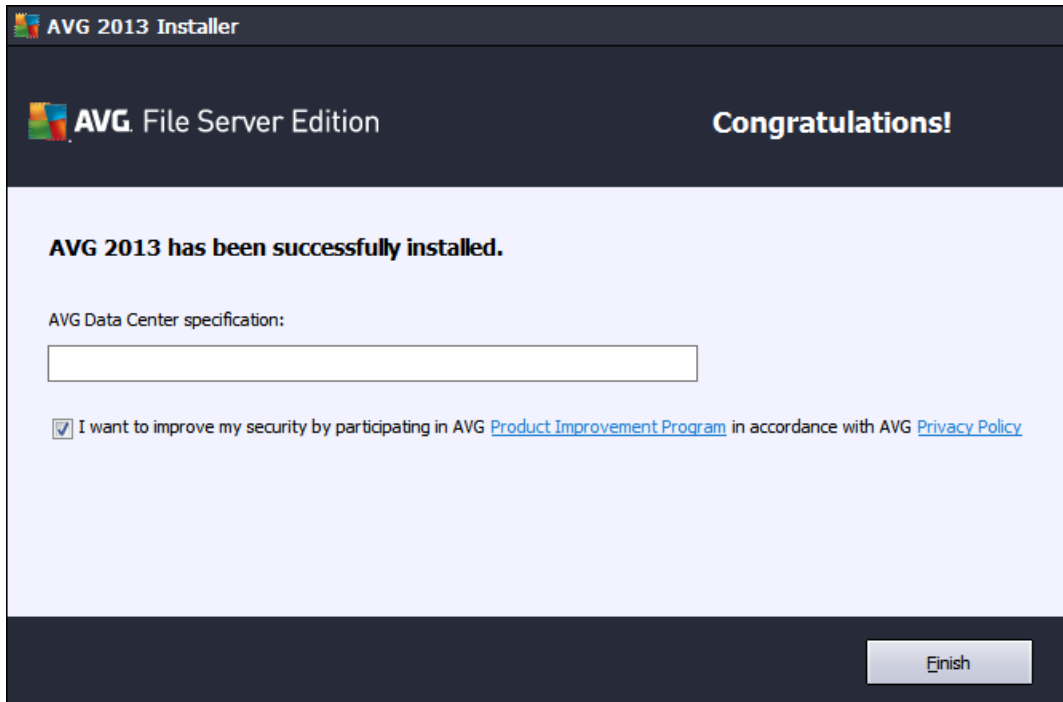 AVG 2013 Installer
AVG. File Server Edition
Congratulations!
AVG 2013 has been successfully installed.
AVG Data Center specification:
I want to improve my security by participating in AVG Product Improvement Program in accordance with AVG Privacy Policy
Finish